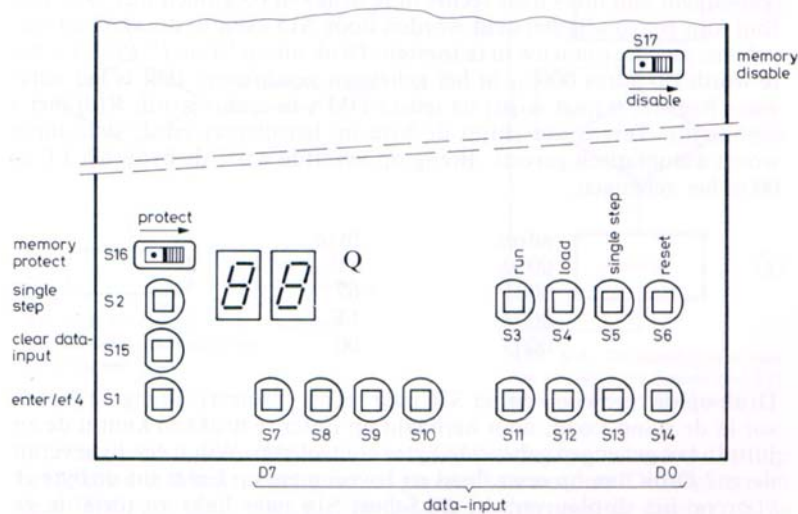 S17
memory
disable
disable
protect
memory
protect
S16
88
Q
run
load
single step
reset
single
step
S2
S3
S4
S5
S6
clear data-
input
S15
enter/ef4
S1
S7
S8
S9
S10
S11
S12
S13
S14
D7
D0
data-input